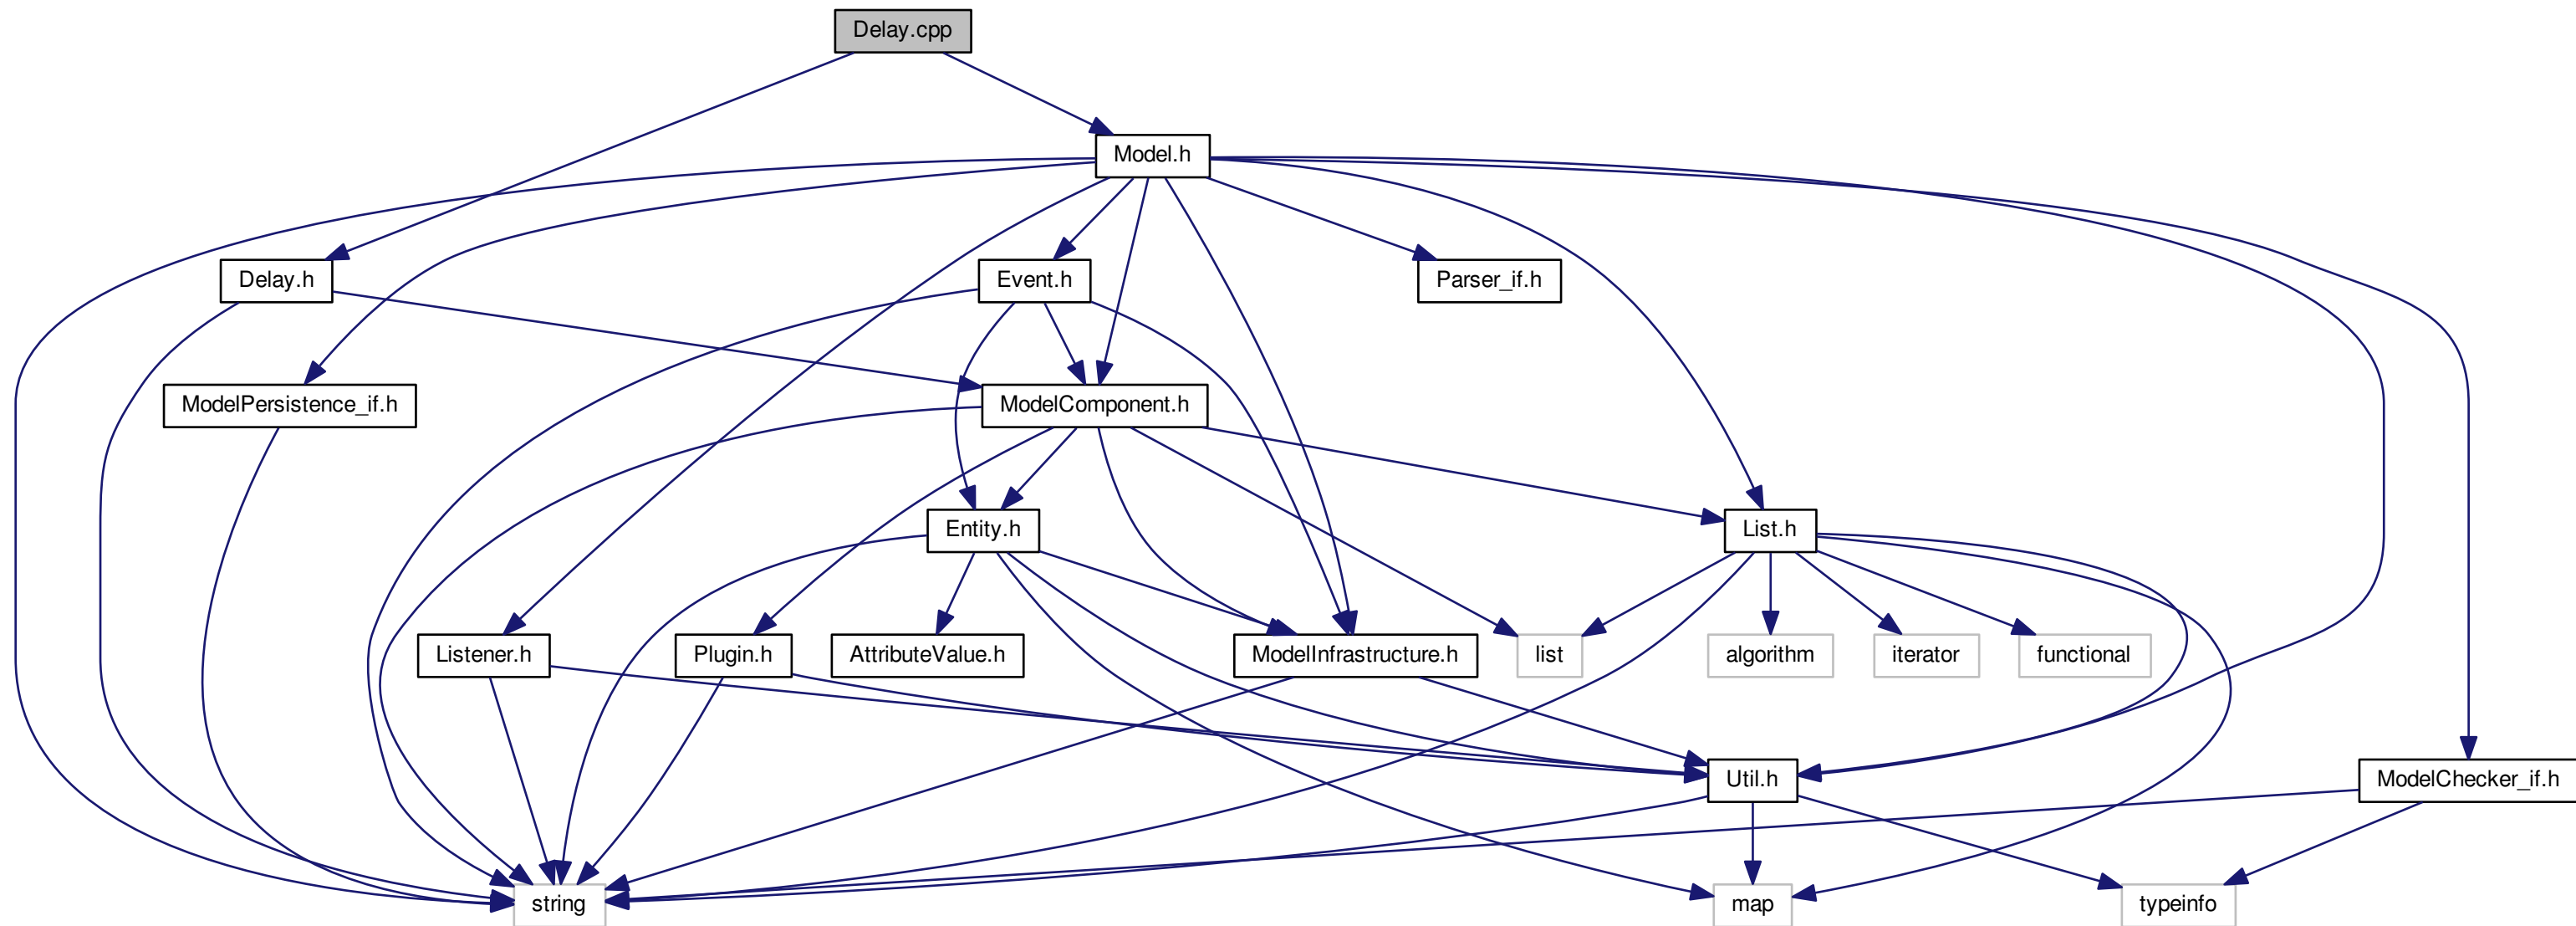 Delay.cpp
Model.h
Delay.h
Event.h
Parser_if.h
ModelPersistence_if.h
ModelComponent.h
Entity.h
List.h
Listener.h
Plugin.h
AttributeValue.h
ModelInfrastructure.h
list
algorithm
iterator
functional
Util.h
ModelChecker_if.h
string
map
typeinfo